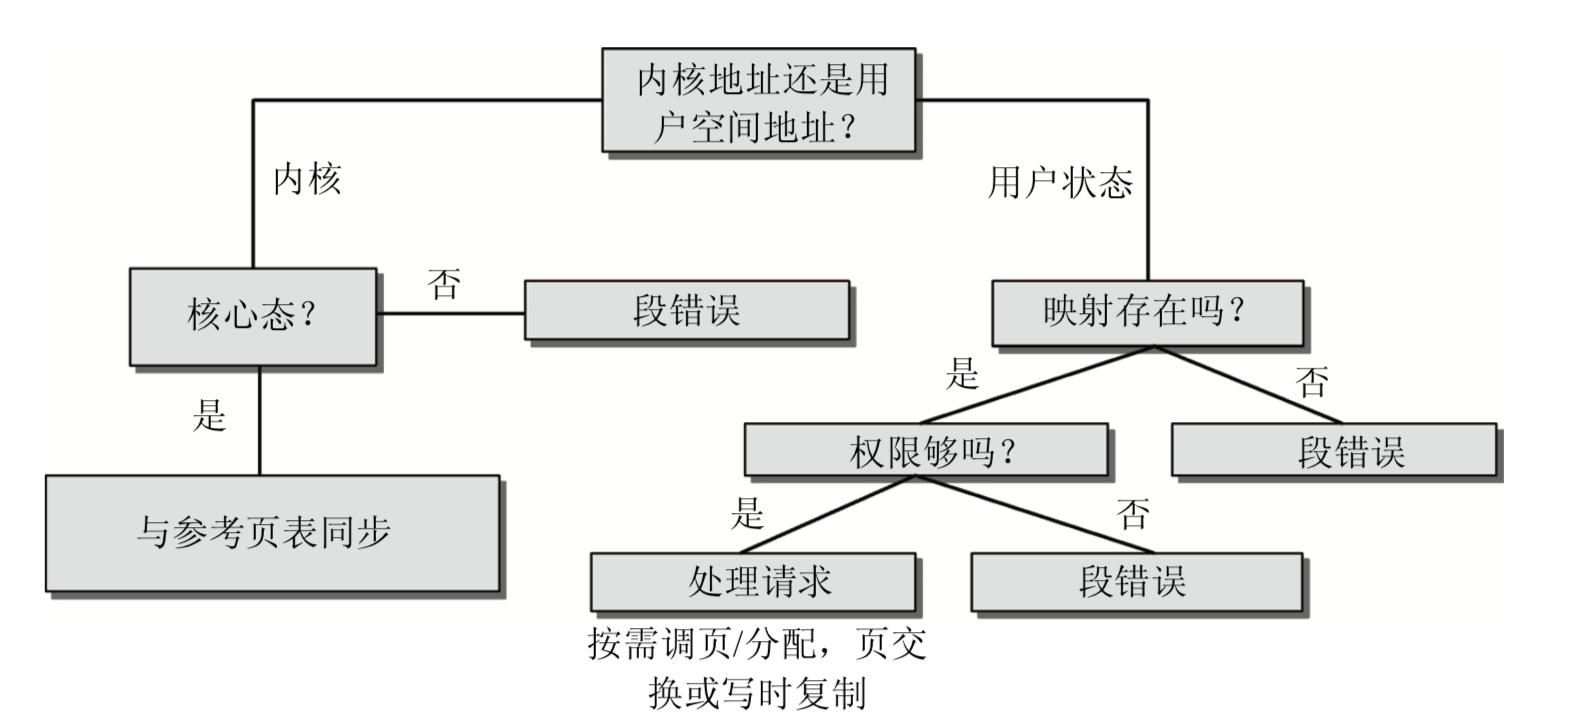 内核地址还是用
户空间地址？
内核
用户状态
核心态？
否
段错误
映射存在吗？
是
是
否
权限够吗？
段错误
与参考页表同步
是
否
处理请求
段错误
按需调页/分配，页交
换或写时复制